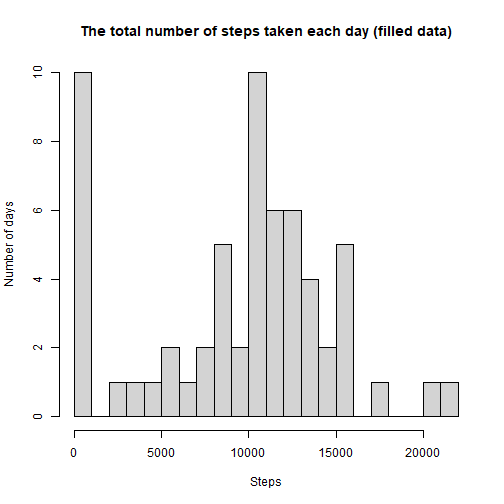 The total number of steps taken each day (filled data)
10
8
6
4
2
0
Number of days
0 5000 10000 15000 20000
Steps